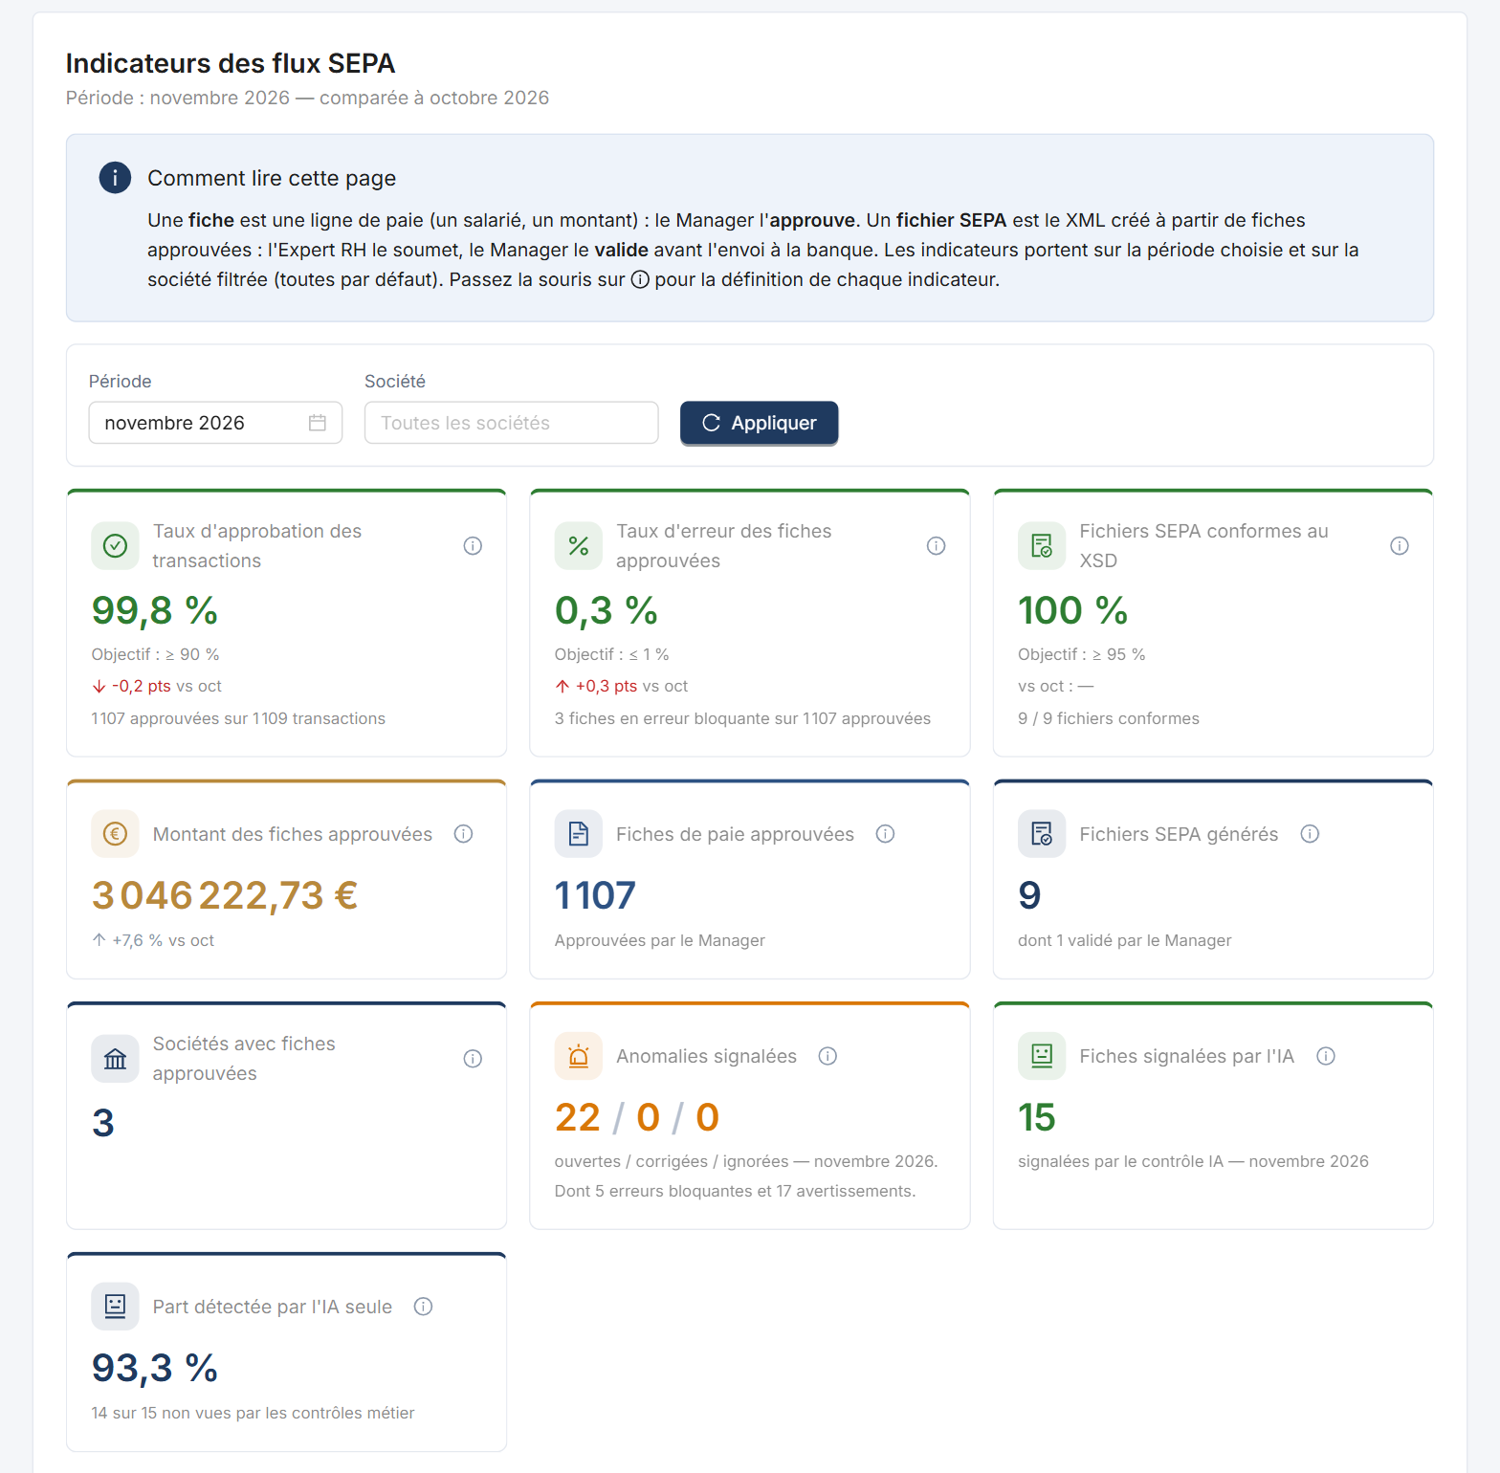 Indicateurs des flux SEPA
Période : novembre 2026 — comparée à octobre 2026
Comment lire cette page
Une fiche est une ligne de paie (un salarié, un montant) : le Manager l'approuve. Un fichier SEPA est le XML créé à partir de fiches
approuvées : l'Expert RH le soumet, le Manager le valide avant l'envoi à la banque. Les indicateurs portent sur la période choisie et sur la
société filtrée (toutes par défaut). Passez la souris sur pour la définition de chaque indicateur.
Période
Société
novembre 2026
Toutes les sociétés
Appliquer
Taux d'approbation des
transactions
99,8 %
Objectif : ≥ 90 %
↓ -0,2 pts vs oct
1 107 approuvées sur 1 109 transactions
Taux d'erreur des fiches
approuvées
0,3 %
Objectif : ≤ 1 %
↑ +0,3 pts vs oct
3 fiches en erreur bloquante sur 1 107 approuvées
Fichiers SEPA conformes au
XSD
100 %
Objectif : ≥ 95 %
vs oct : —
9 / 9 fichiers conformes
Montant des fiches approuvées
3 046 222,73 €
↑ +7,6 % vs oct
Fiches de paie approuvées
1 107
Approuvées par le Manager
Fichiers SEPA générés
9
dont 1 validé par le Manager
Sociétés avec fiches
approuvées
3
Anomalies signalées
22 / 0 / 0
ouvertes / corrigées / ignorées — novembre 2026.
Dont 5 erreurs bloquantes et 17 avertissements.
Fiches signalées par l'IA
15
signalées par le contrôle IA — novembre 2026
Part détectée par l'IA seule
93,3 %
14 sur 15 non vues par les contrôles métier